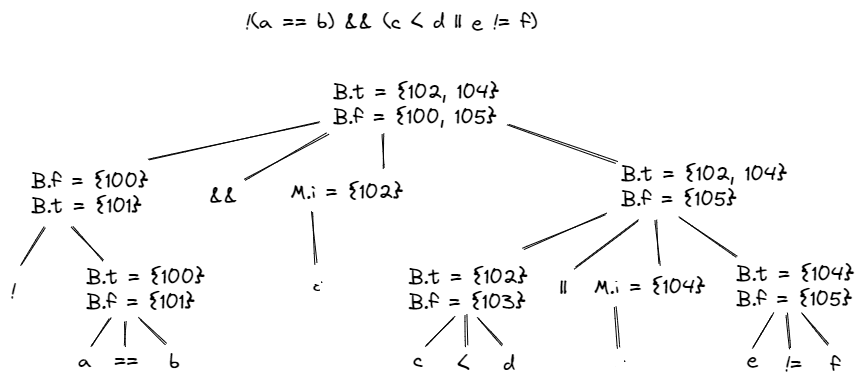 !(a == b) && (c < d || e != f)
B.t = {102, 104}
B.f = {100, 105}
B.f = {100}
B.t = {101}
&&
M.i = {102}
B.t = {102, 104}
B.f = {105}
!
B.t = {100}
B.f = {101}
B.t = {102}
B.f = {103}
||
M.i = {104}
B.t = {104}
B.f = {105}
a == b
c < d
e != f